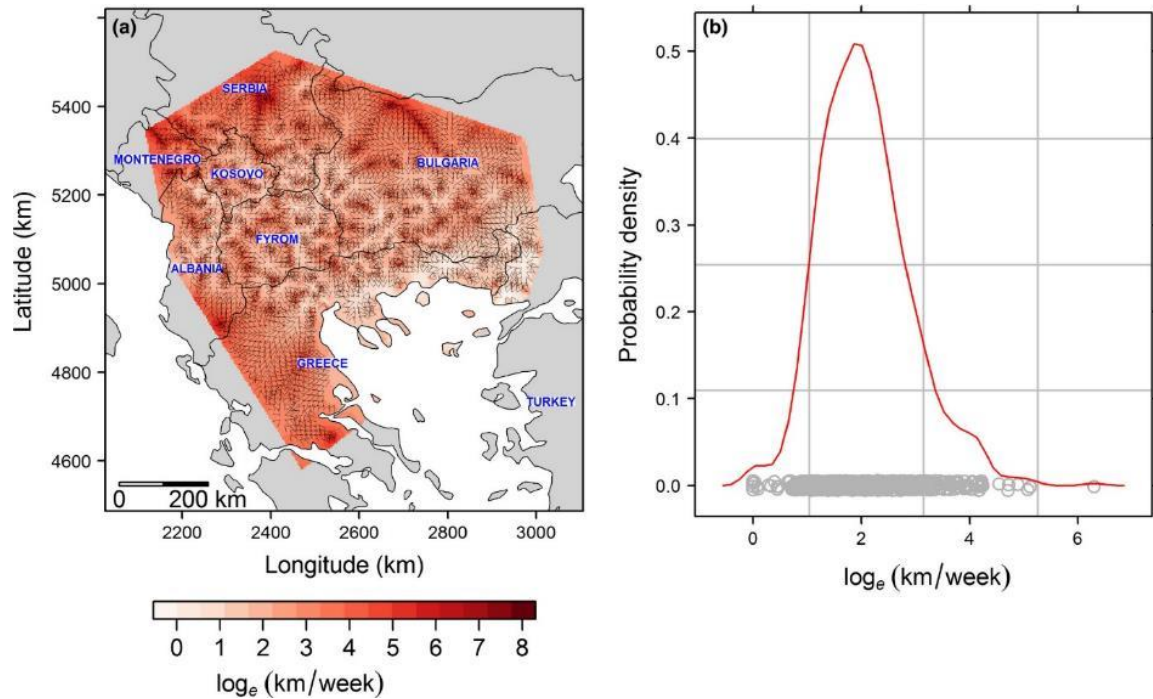 (a)
SERBIA
MONTENEGRO
KOSOVO
BULGARIA
FYROM
ALBANIA
GREECE
TURKEY
0 200 km
Latitude (km)
5400
5200
5000
4800
4600
2200 2400 2600 2800 3000
Longitude (km)
0 1 2 3 4 5 6 7 8
logₑ (km/week)
(b)
Probability density
0.5
0.4
0.3
0.2
0.1
0.0
0 2 4 6
logₑ (km/week)